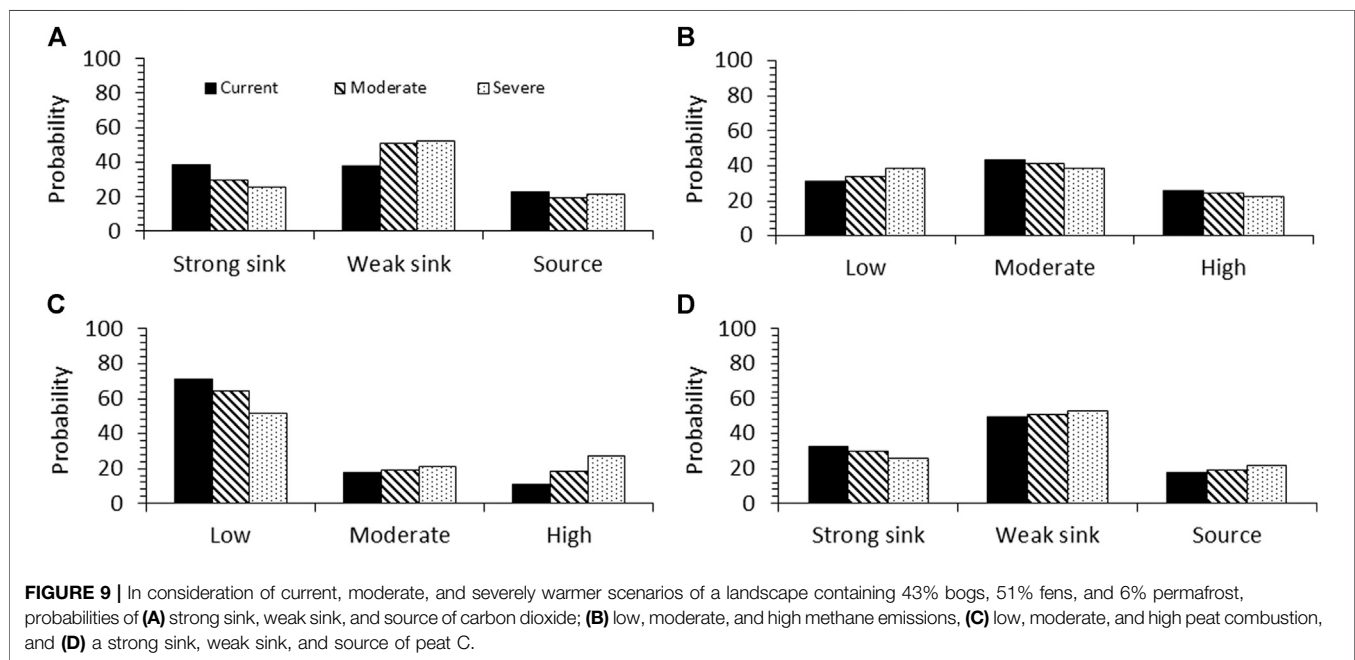 A
100
80
60
40
20
0
Probability
Current Moderate Severe
Strong sink Weak sink Source
B
100
80
60
40
20
0
Probability
Low Moderate High
C
100
80
60
40
20
0
Probability
Low Moderate High
D
100
80
60
40
20
0
Probability
Strong sink Weak sink Source
FIGURE 9 | In consideration of current, moderate, and severely warmer scenarios of a landscape containing 43% bogs, 51% fens, and 6% permafrost,
probabilities of (A) strong sink, weak sink, and source of carbon dioxide; (B) low, moderate, and high methane emissions, (C) low, moderate, and high peat combustion,
and (D) a strong sink, weak sink, and source of peat C.